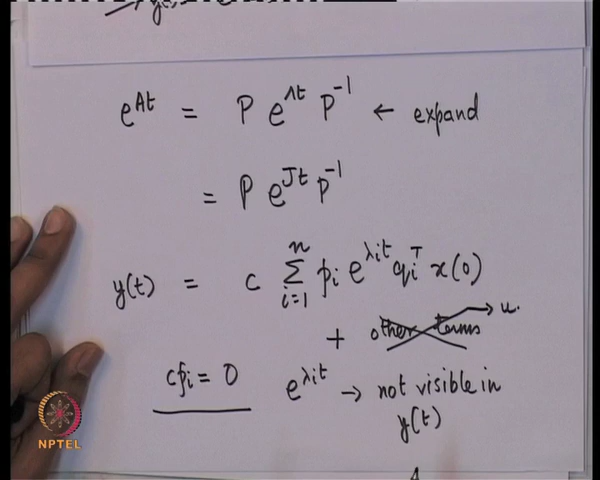 y(t)
e^{At} = P e^{Λt} P^{-1} ← expand
= P e^{Jt} P^{-1}
y(t) = c \sum_{i=1}^{n} p_i e^{λ_i t} q_i^T x(0)
+ other terms → u.
cp_i = 0 e^{λ_i t} → not visible in
y(t)
NPTEL